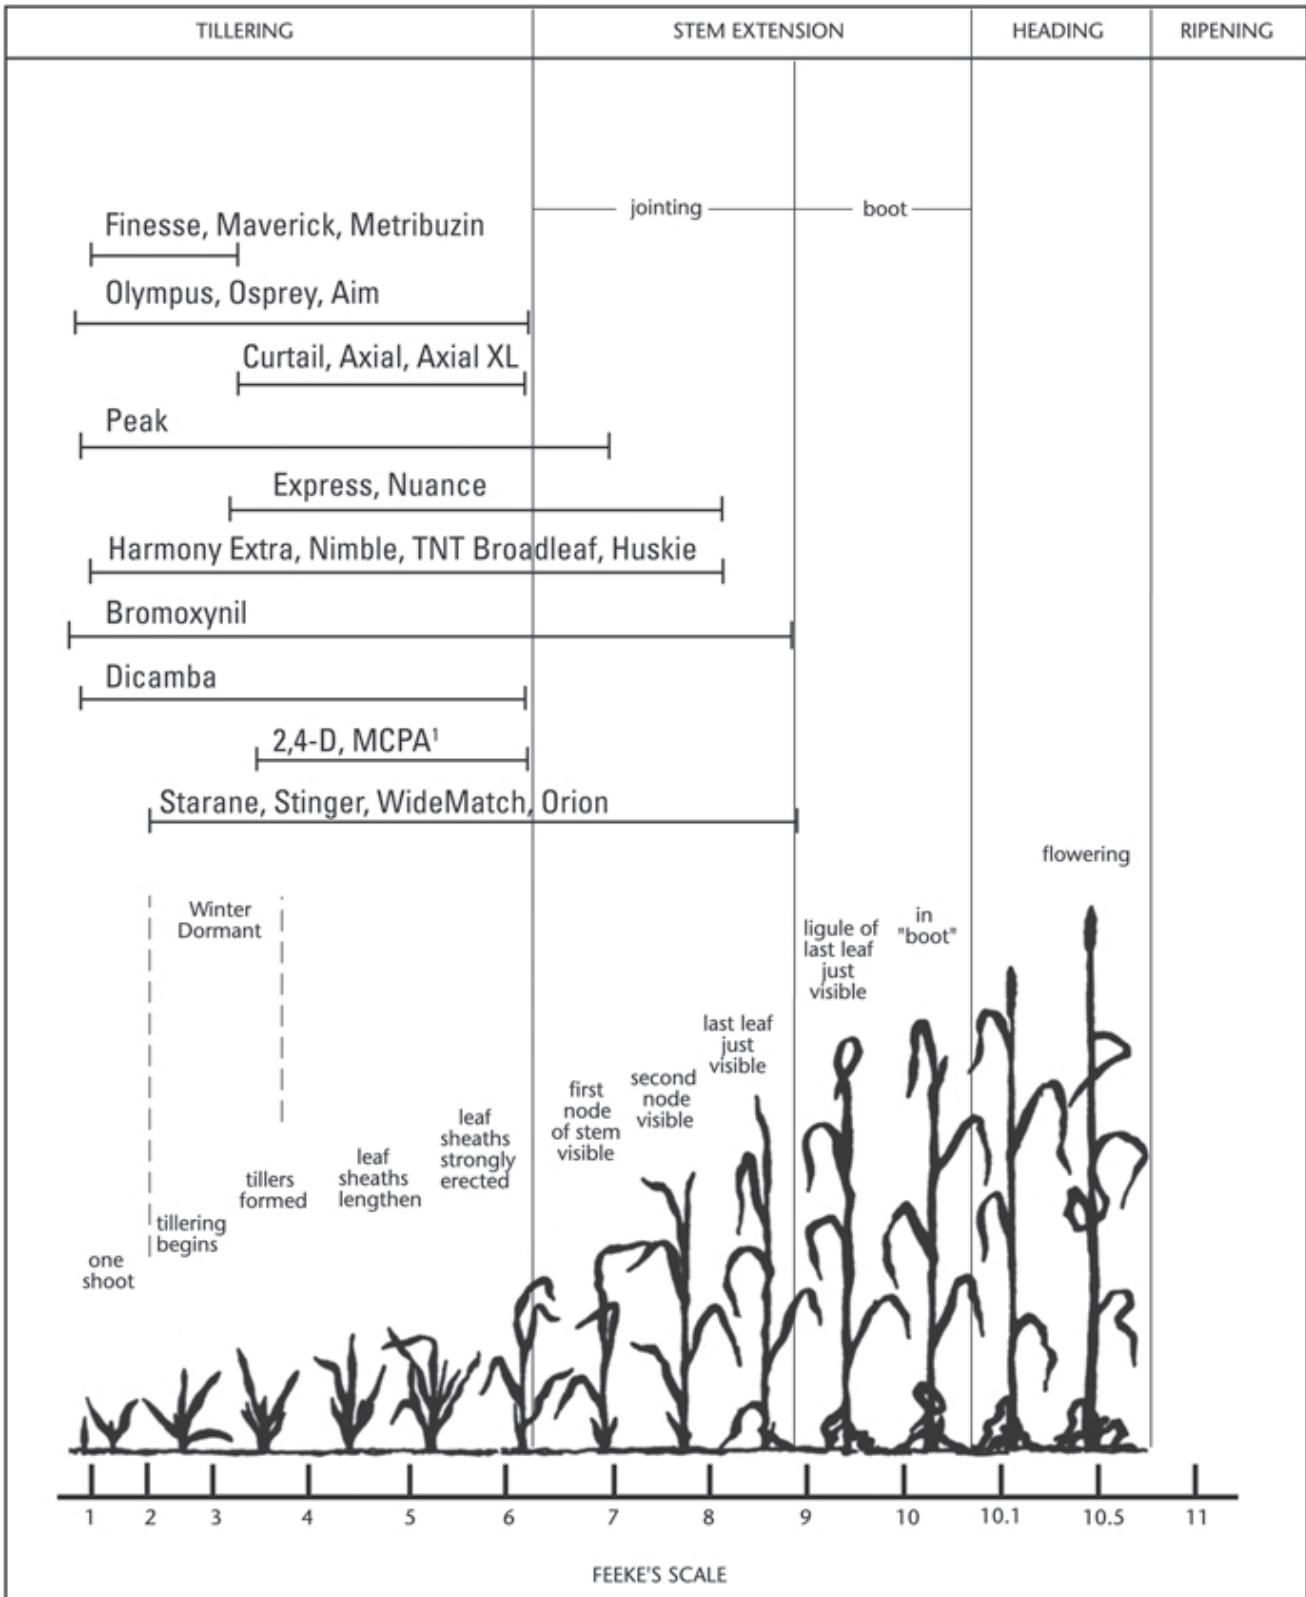 TILLERING
STEM EXTENSION
HEADING
RIPENING
jointing
boot
Finesse, Maverick, Metribuzin
Olympus, Osprey, Aim
Curtail, Axial, Axial XL
Peak
Express, Nuance
Harmony Extra, Nimble, TNT Broadleaf, Huskie
Bromoxynil
Dicamba
2,4-D, MCPA¹
Starane, Stinger, WideMatch, Orion
flowering
Winter
Dormant
one
shoot
tillering
begins
tillers
formed
leaf
sheaths
lengthen
leaf
sheaths
strongly
erected
first
node
of stem
visible
second
node
visible
last leaf
just
visible
ligule of
last leaf
just
visible
in
"boot"
1 2 3 4 5 6 7 8 9 10 10.1 10.5 11
FEEKE'S SCALE